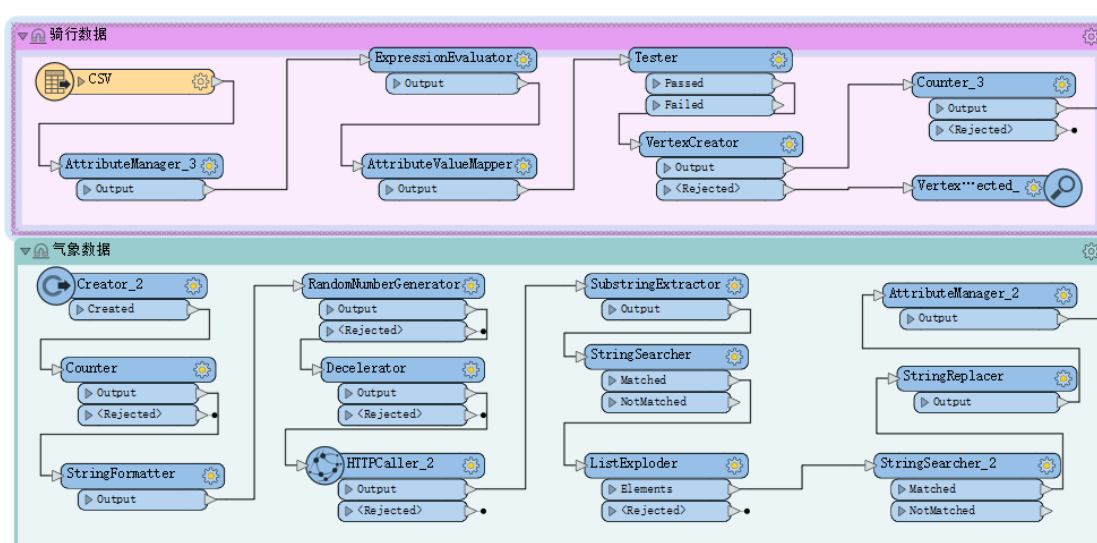 骑行数据
CSV
AttributeManager_3
Output
ExpressionEvaluator
Output
AttributeValueMapper
Output
Tester
Passed
Failed
VertexCreator
Output
<Rejected>
Counter_3
Output
<Rejected>
Vertex···ected_
气象数据
Creator_2
Created
Counter
Output
<Rejected>
StringFormatter
Output
RandomNumberGenerator
Output
<Rejected>
Decelerator
Output
<Rejected>
HTTPCaller_2
Output
<Rejected>
SubstringExtractor
Output
StringSearcher
Matched
NotMatched
ListExploder
Elements
<Rejected>
AttributeManager_2
Output
StringReplacer
Output
StringSearcher_2
Matched
NotMatched